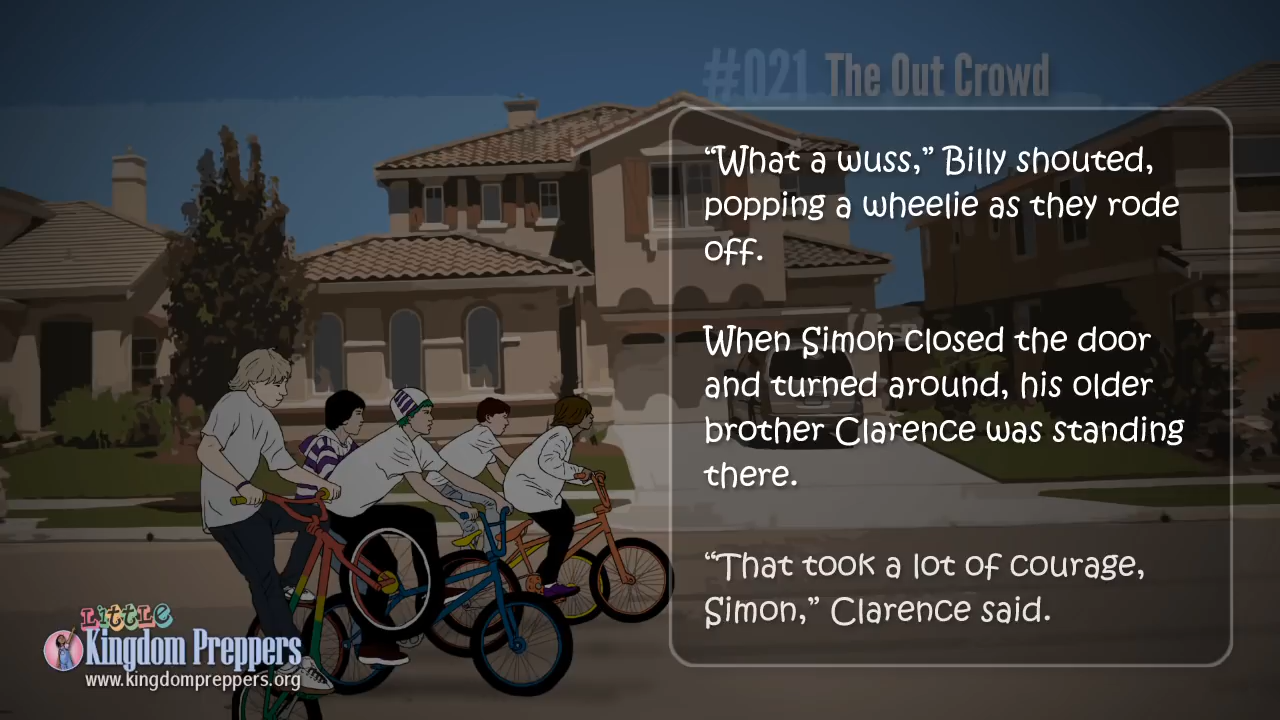 #021 The Out Crowd
“What a wuss,” Billy shouted,
popping a wheelie as they rode
off.
When Simon closed the door
and turned around, his older
brother Clarence was standing
there.
“That took a lot of courage,
Simon,” Clarence said.
LiTTLe
Kingdom Preppers
www.kingdompreppers.org